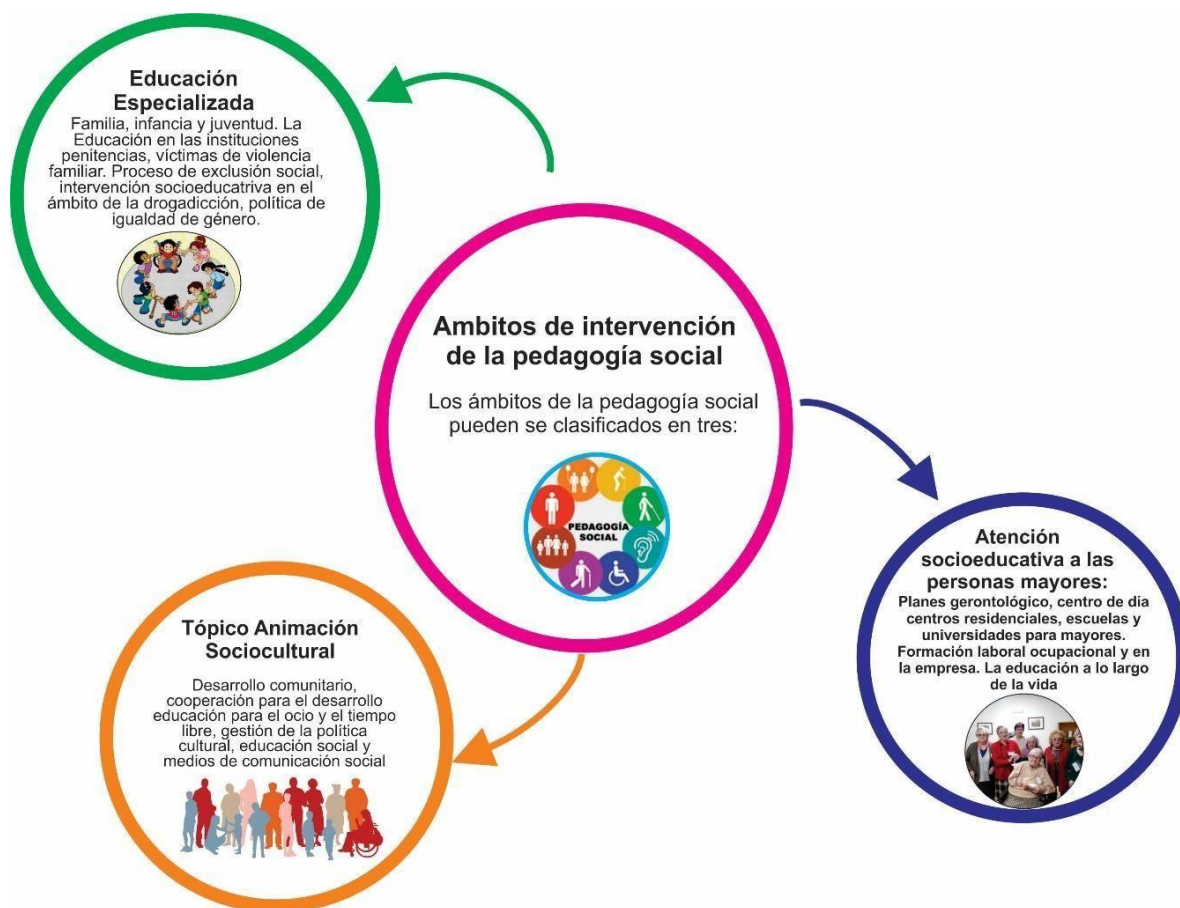 Educación
Especializada
Familia, infancia y juventud. La
Educación en las instituciones
penitencias, víctimas de violencia
familiar. Proceso de exclusión social,
intervención socioeducatriva en el
ámbito de la drogadicción, política de
igualdad de género.
Ambitos de intervención
de la pedagogía social
Los ámbitos de la pedagogía social
pueden se clasificados en tres:
PEDAGOGÍA
SOCIAL
Atención
socioeducativa a las
personas mayores:
Planes gerontológico, centro de día
centros residenciales, escuelas y
universidades para mayores.
Formación laboral ocupacional y en
la empresa. La educación a lo largo
de la vida
Tópico Animación
Sociocultural
Desarrollo comunitario,
cooperación para el desarrollo
educación para el ocio y el tiempo
libre, gestión de la política
cultural, educación social y
medios de comunicación social